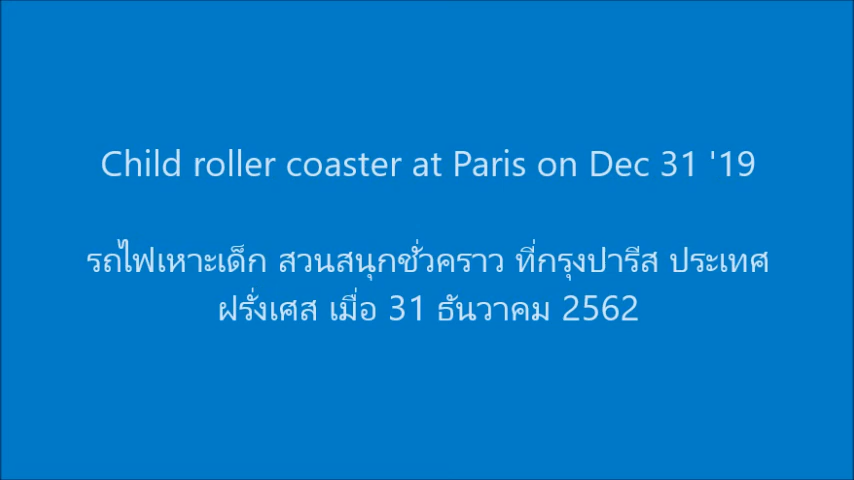 Child roller coaster at Paris on Dec 31 '19
รถไฟเหาะเด็ก สวนสนุกชั่วคราว ที่กรุงปารีส ประเทศ
ฝรั่งเศส เมื่อ 31 ธันวาคม 2562